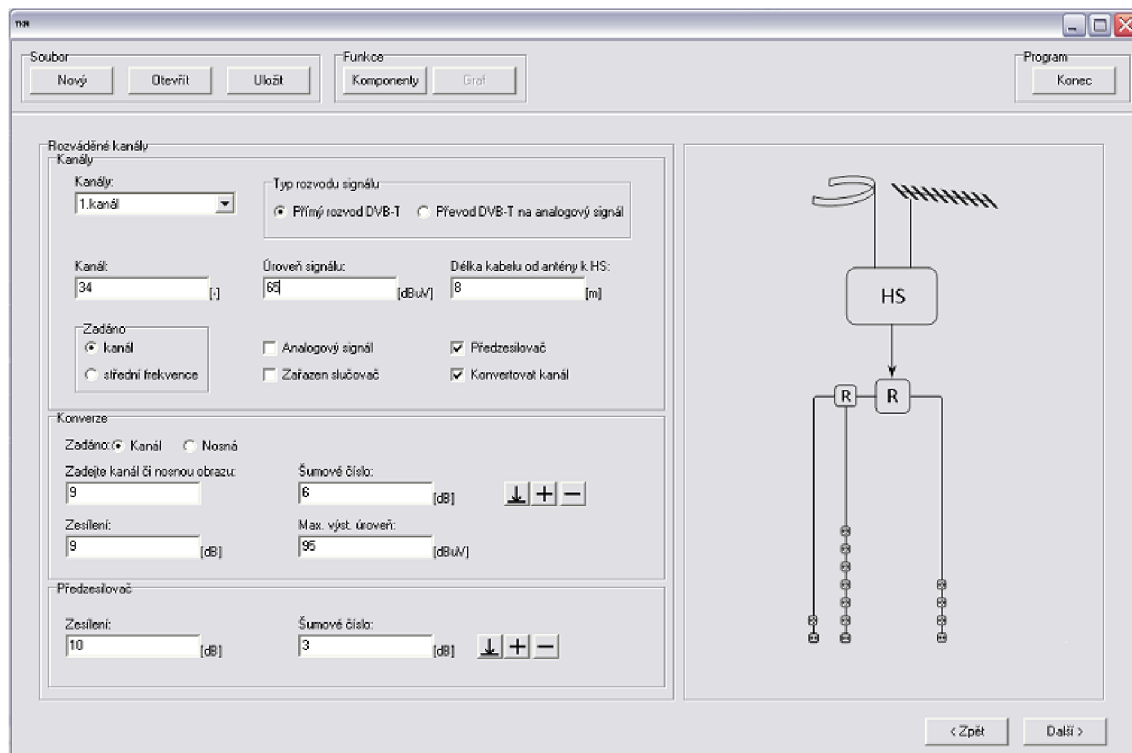 TKR
Soubor
Nový
Otevřít
Uložit
Funkce
Komponenty
Graf
Program
Konec
Rozváděné kanály
Kanály
Kanály:
1.kanál
Typ rozvodu signálu
Přímý rozvod DVB-T
Převod DVB-T na analogový signál
Kanál:
34
[-]
Úroveň signálu:
65
[dBuV]
Délka kabelu od antény k HS:
8
[m]
Zadáno
kanál
střední frekvence
Analogový signál
Zařazen slučovač
Předzesilovač
Konvertovat kanál
Konverze
Zadáno:
Kanál
Nosná
Zadejte kanál či nosnou obrazu:
9
Šumové číslo:
6
[dB]
Zesílení:
9
[dB]
Max. výst. úroveň:
95
[dBuV]
Předzesilovač
Zesílení:
10
[dB]
Šumové číslo:
3
[dB]
HS
R
R
< Zpět
Další >